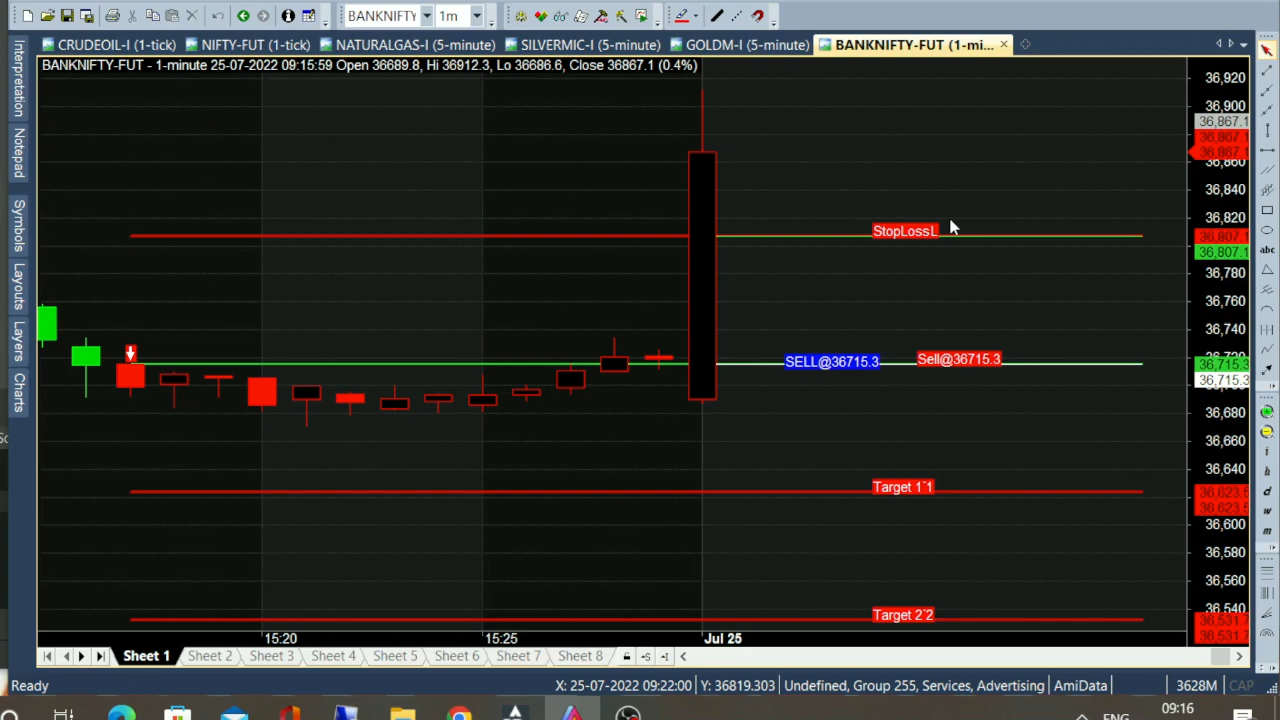 BANKNIFTY
1m
CRUDEOIL-I (1-tick)
NIFTY-FUT (1-tick)
NATURALGAS-I (5-minute)
SILVERMIC-I (5-minute)
GOLDM-I (5-minute)
BANKNIFTY-FUT (1-mi...
BANKNIFTY-FUT - 1-minute 25-07-2022 09:15:59 Open 36689.8, Hi 36912.3, Lo 36686.6, Close 36867.1 (0.4%)
Interpretation
Notepad
Symbols
Layouts
Layers
Charts
36,920
36,900
36,867.1
36,867.1
36,867.1
36,860
36,840
36,820
36,807.1
36,807.1
36,780
36,760
36,740
36,715.3
36,715.3
36,680
36,660
36,640
36,623.5
36,623.5
36,600
36,580
36,560
36,540
36,531.7
36,531.7
StopLossL
SELL@36715.3
Sell@36715.3
Target 1
Target 2
abc
i
h
d
w
m
15:20
15:25
Jul 25
Sheet 1
Sheet 2
Sheet 3
Sheet 4
Sheet 5
Sheet 6
Sheet 7
Sheet 8
Ready
X: 25-07-2022 09:22:00
Y: 36819.303
Undefined, Group 255, Services, Advertising
AmiData
3628M
CAP
ENG
09:16